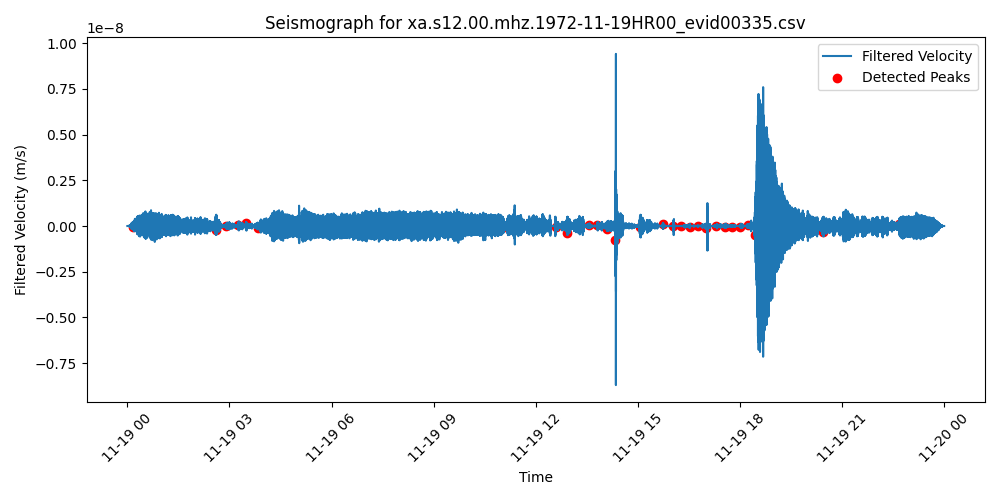 Seismograph for xa.s12.00.mhz.1972-11-19HR00_evid00335.csv
1e−8
Filtered Velocity
Detected Peaks
1.00
0.75
0.50
0.25
0.00
−0.25
−0.50
−0.75
Filtered Velocity (m/s)
11-19 00
11-19 03
11-19 06
11-19 09
11-19 12
11-19 15
11-19 18
11-19 21
11-20 00
Time